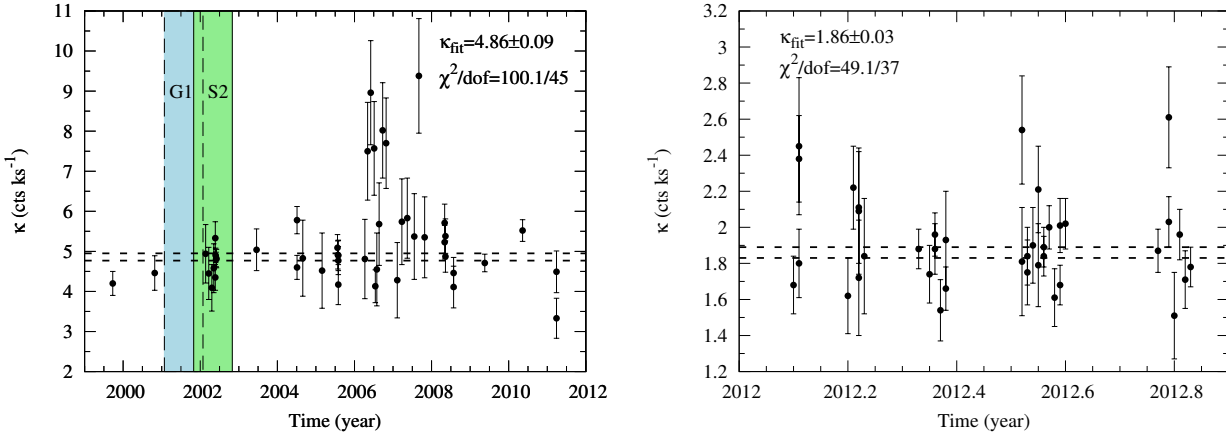 κfit=4.86±0.09
χ²/dof=100.1/45
G1 S2
11
10
9
8
7
6
5
4
3
2
κ (cts ks⁻¹)
2000 2002 2004 2006 2008 2010 2012
Time (year)
κfit=1.86±0.03
χ²/dof=49.1/37
3.2
3
2.8
2.6
2.4
2.2
2
1.8
1.6
1.4
1.2
κ (cts ks⁻¹)
2012 2012.2 2012.4 2012.6 2012.8
Time (year)